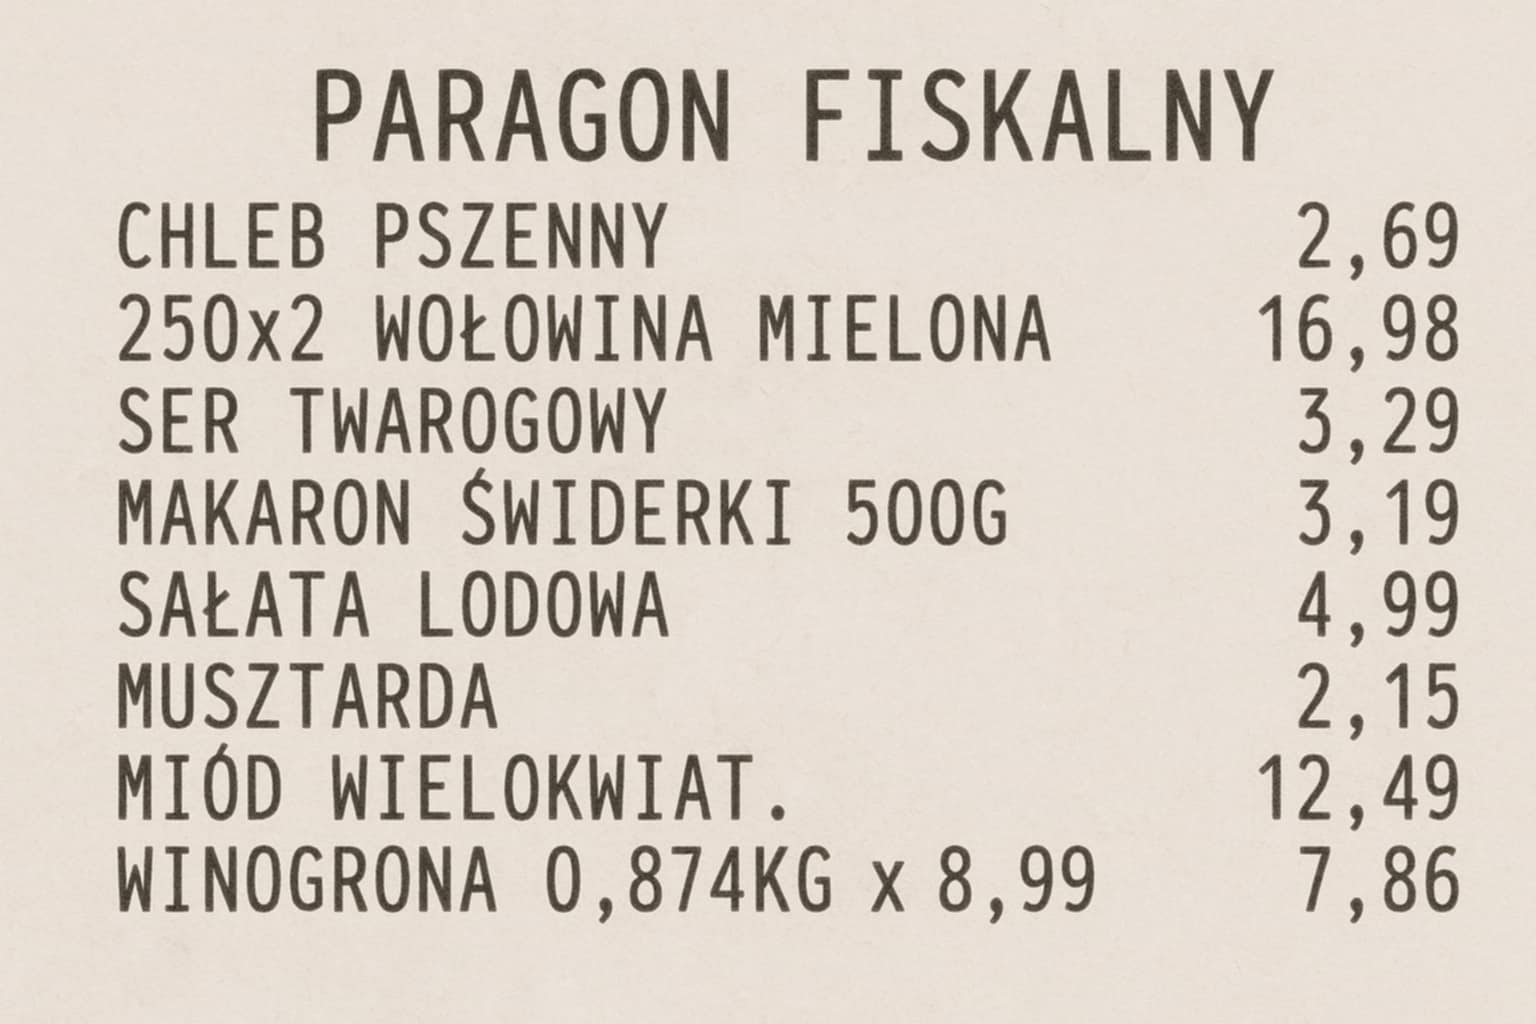 PARAGON FISKALNY
CHLEB PSZENNY 2,69
250x2 WOŁOWINA MIELONA 16,98
SER TWAROGOWY 3,29
MAKARON ŚWIDERKI 500G 3,19
SAŁATA LODOWA 4,99
MUSZTARDA 2,15
MIÓD WIELOKWIAT. 12,49
WINOGRONA 0,874KG x 8,99 7,86